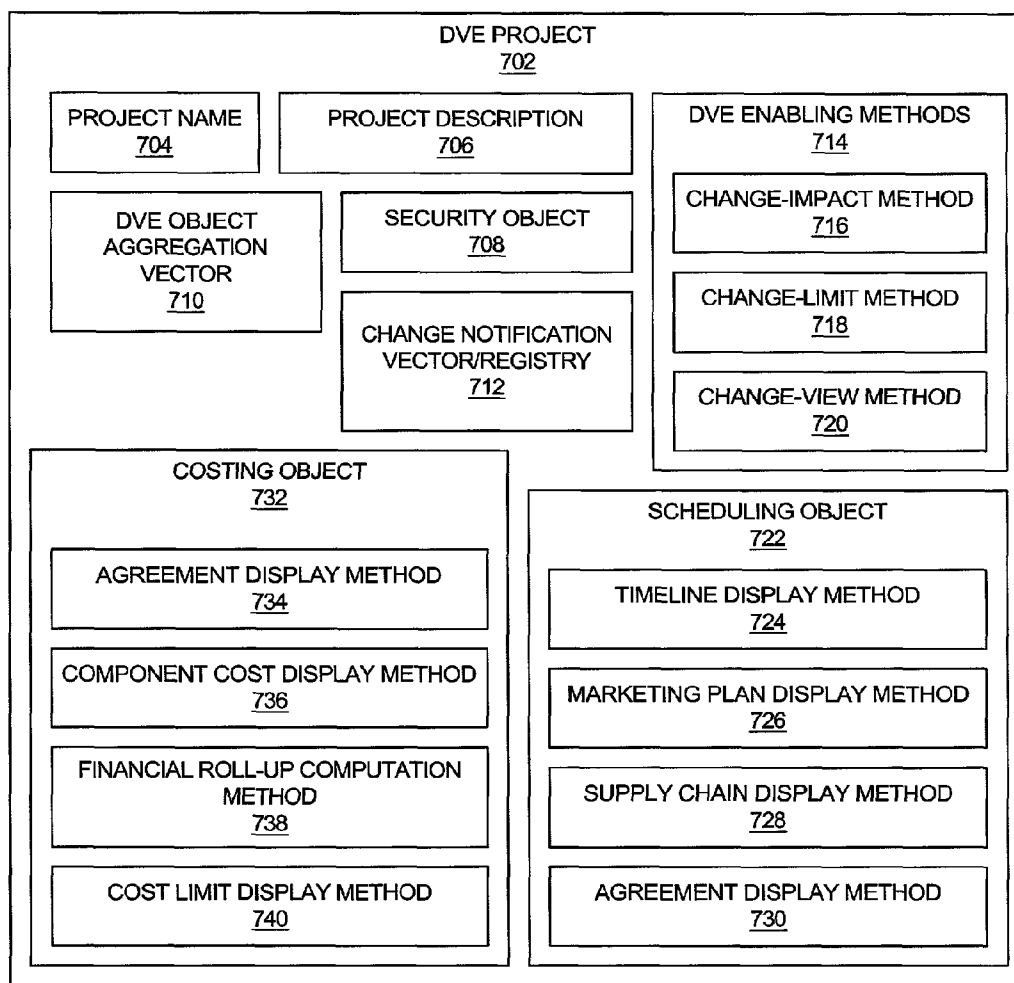 DVE PROJECT
702
PROJECT NAME
704
PROJECT DESCRIPTION
706
DVE OBJECT
AGGREGATION
VECTOR
710
SECURITY OBJECT
708
CHANGE NOTIFICATION
VECTOR/REGISTRY
712
DVE ENABLING METHODS
714
CHANGE-IMPACT METHOD
716
CHANGE-LIMIT METHOD
718
CHANGE-VIEW METHOD
720
COSTING OBJECT
732
AGREEMENT DISPLAY METHOD
734
COMPONENT COST DISPLAY METHOD
736
FINANCIAL ROLL-UP COMPUTATION
METHOD
738
COST LIMIT DISPLAY METHOD
740
SCHEDULING OBJECT
722
TIMELINE DISPLAY METHOD
724
MARKETING PLAN DISPLAY METHOD
726
SUPPLY CHAIN DISPLAY METHOD
728
AGREEMENT DISPLAY METHOD
730